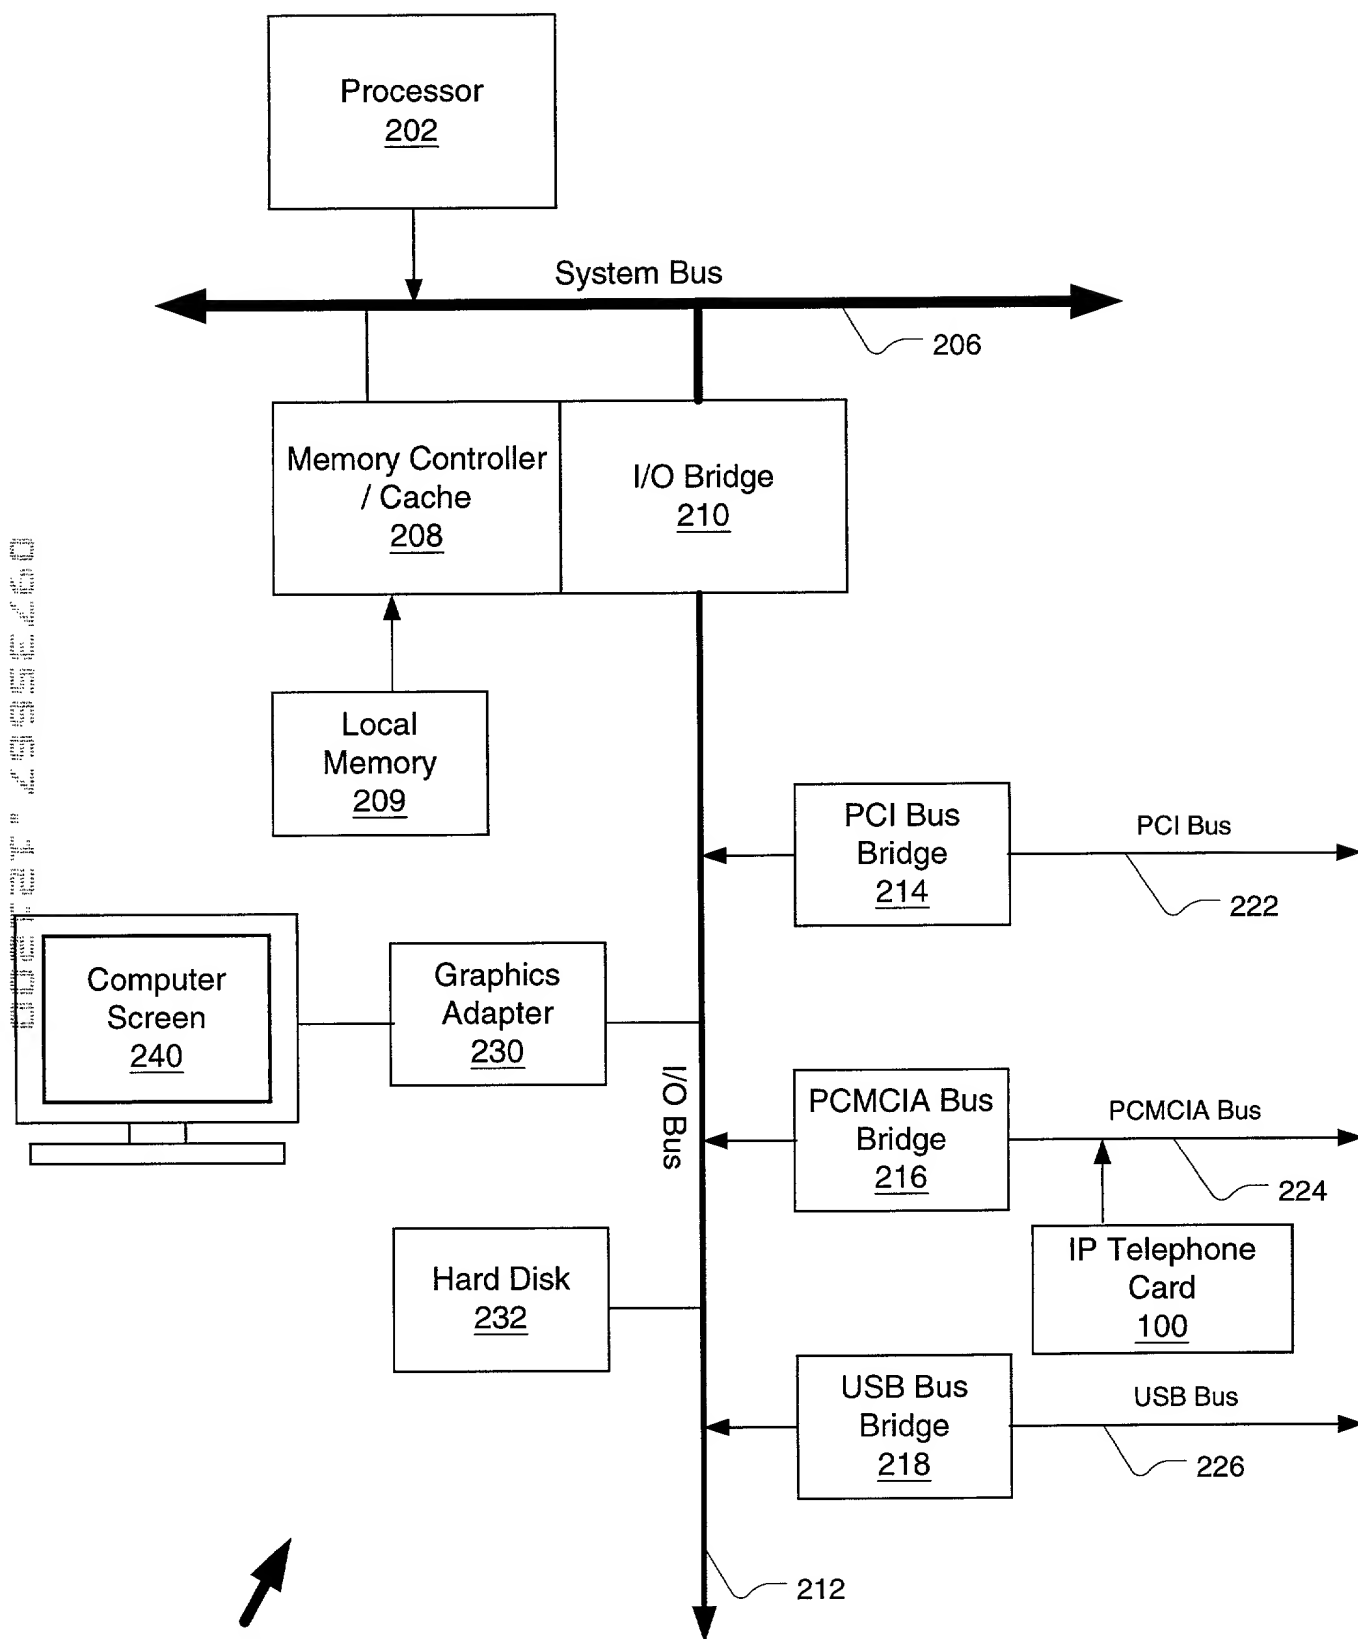 Processor
202
System Bus
206
Memory Controller
/ Cache
208
I/O Bridge
210
Local
Memory
209
PCI Bus
Bridge
214
PCI Bus
222
Computer
Screen
240
Graphics
Adapter
230
I/O Bus
PCMCIA Bus
Bridge
216
PCMCIA Bus
224
IP Telephone
Card
100
Hard Disk
232
USB Bus
Bridge
218
USB Bus
226
212